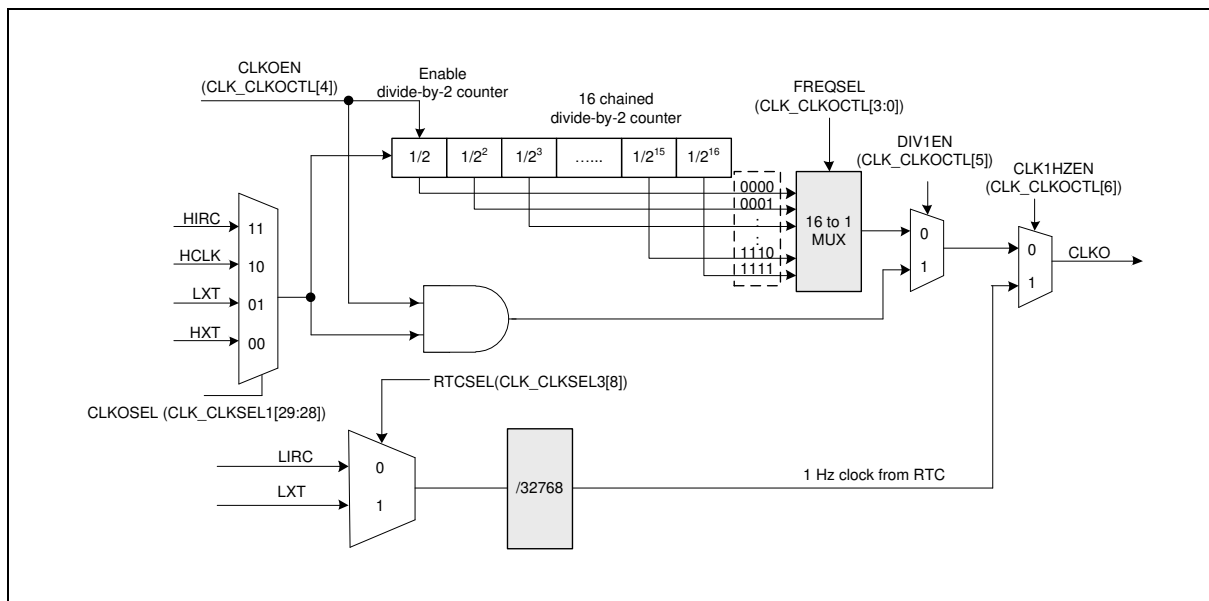 CLKOEN
(CLK_CLKOCTL[4])
Enable
divide-by-2 counter
16 chained
divide-by-2 counter
FREQSEL
(CLK_CLKOCTL[3:0])
DIV1EN
(CLK_CLKOCTL[5])
CLK1HZEN
(CLK_CLKOCTL[6])
1/2 1/2² 1/2³ ...... 1/2¹⁵ 1/2¹⁶
0000
0001
:
:
1110
1111
16 to 1
MUX
0
1
0
1
CLKO
HIRC 11
HCLK 10
LXT 01
HXT 00
CLKOSEL (CLK_CLKSEL1[29:28])
RTCSEL(CLK_CLKSEL3[8])
LIRC 0
LXT 1
/32768
1 Hz clock from RTC